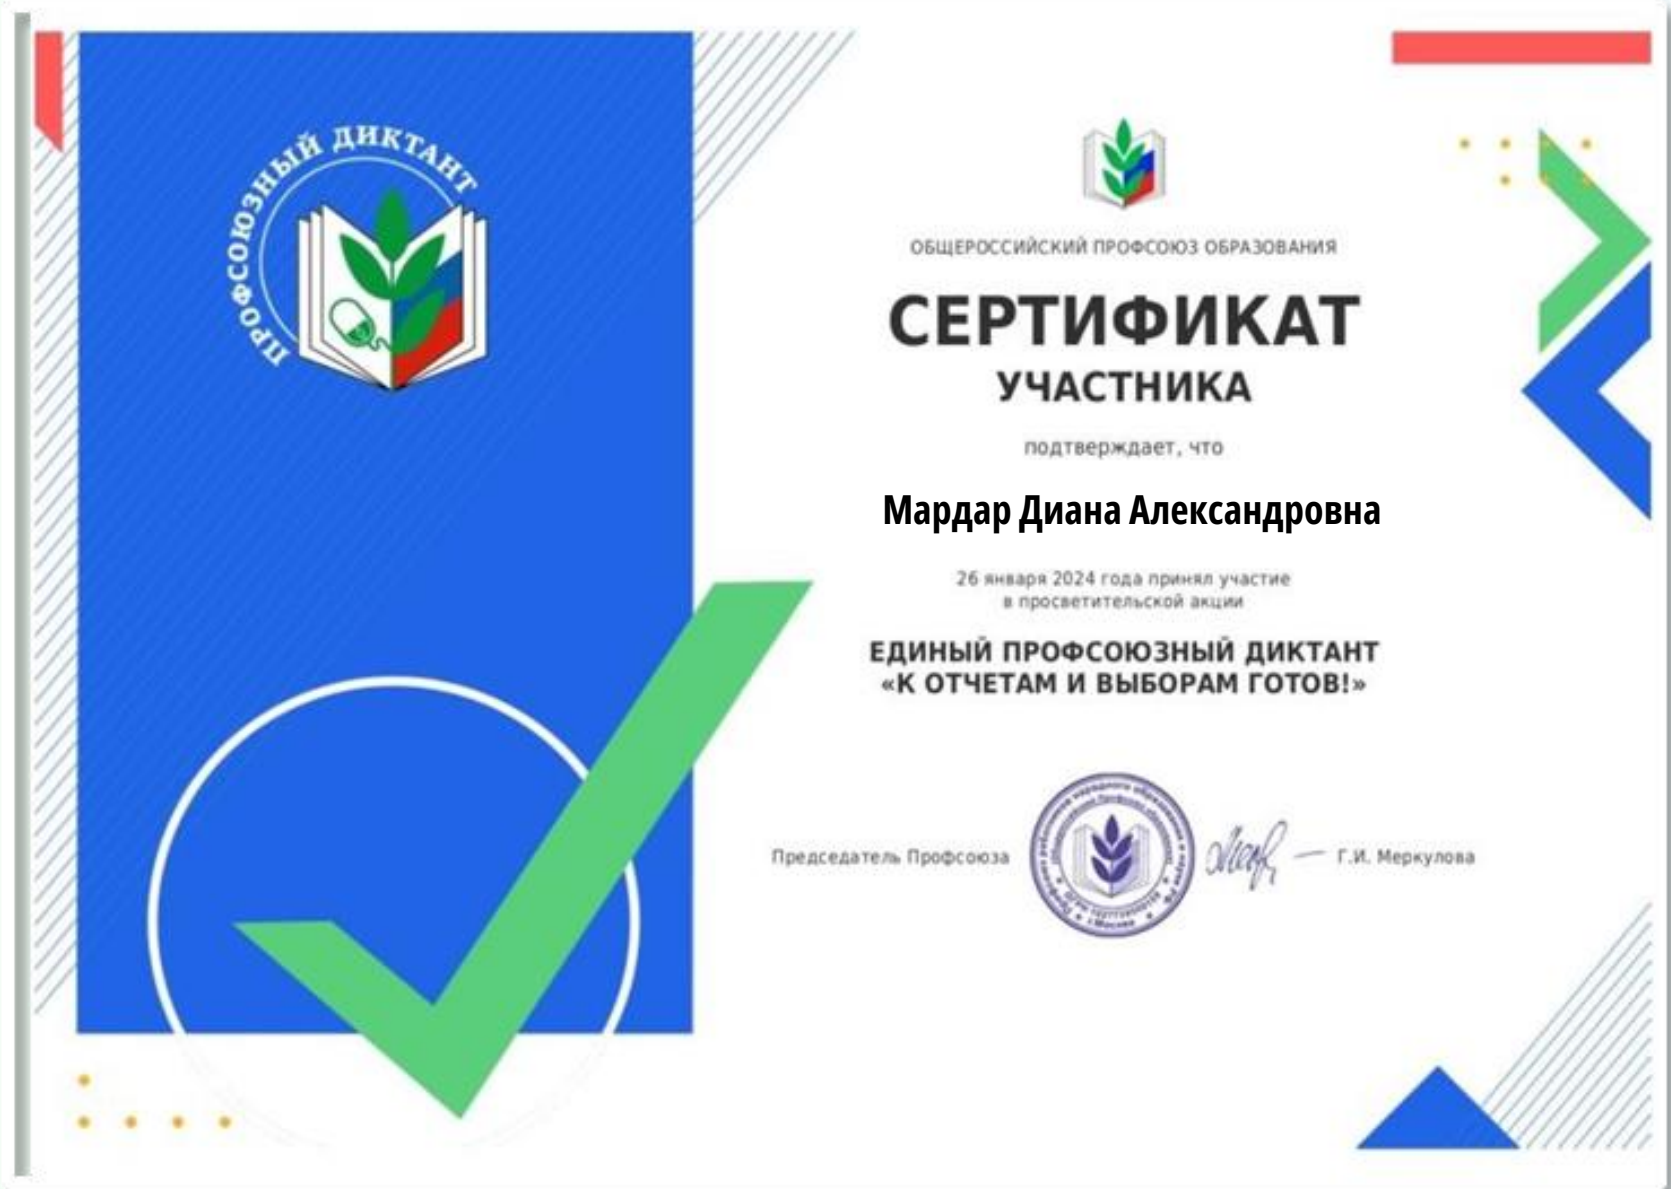 ПРОФСОЮЗНЫЙ ДИКТАНТ
ОБЩЕРОССИЙСКИЙ ПРОФСОЮЗ ОБРАЗОВАНИЯ
СЕРТИФИКАТ
УЧАСТНИКА
подтверждает, что
Мардар Диана Александровна
26 января 2024 года принял участие
в просветительской акции
ЕДИНЫЙ ПРОФСОЮЗНЫЙ ДИКТАНТ
«К ОТЧЕТАМ И ВЫБОРАМ ГОТОВ!»
Председатель Профсоюза
Г.И. Меркулова